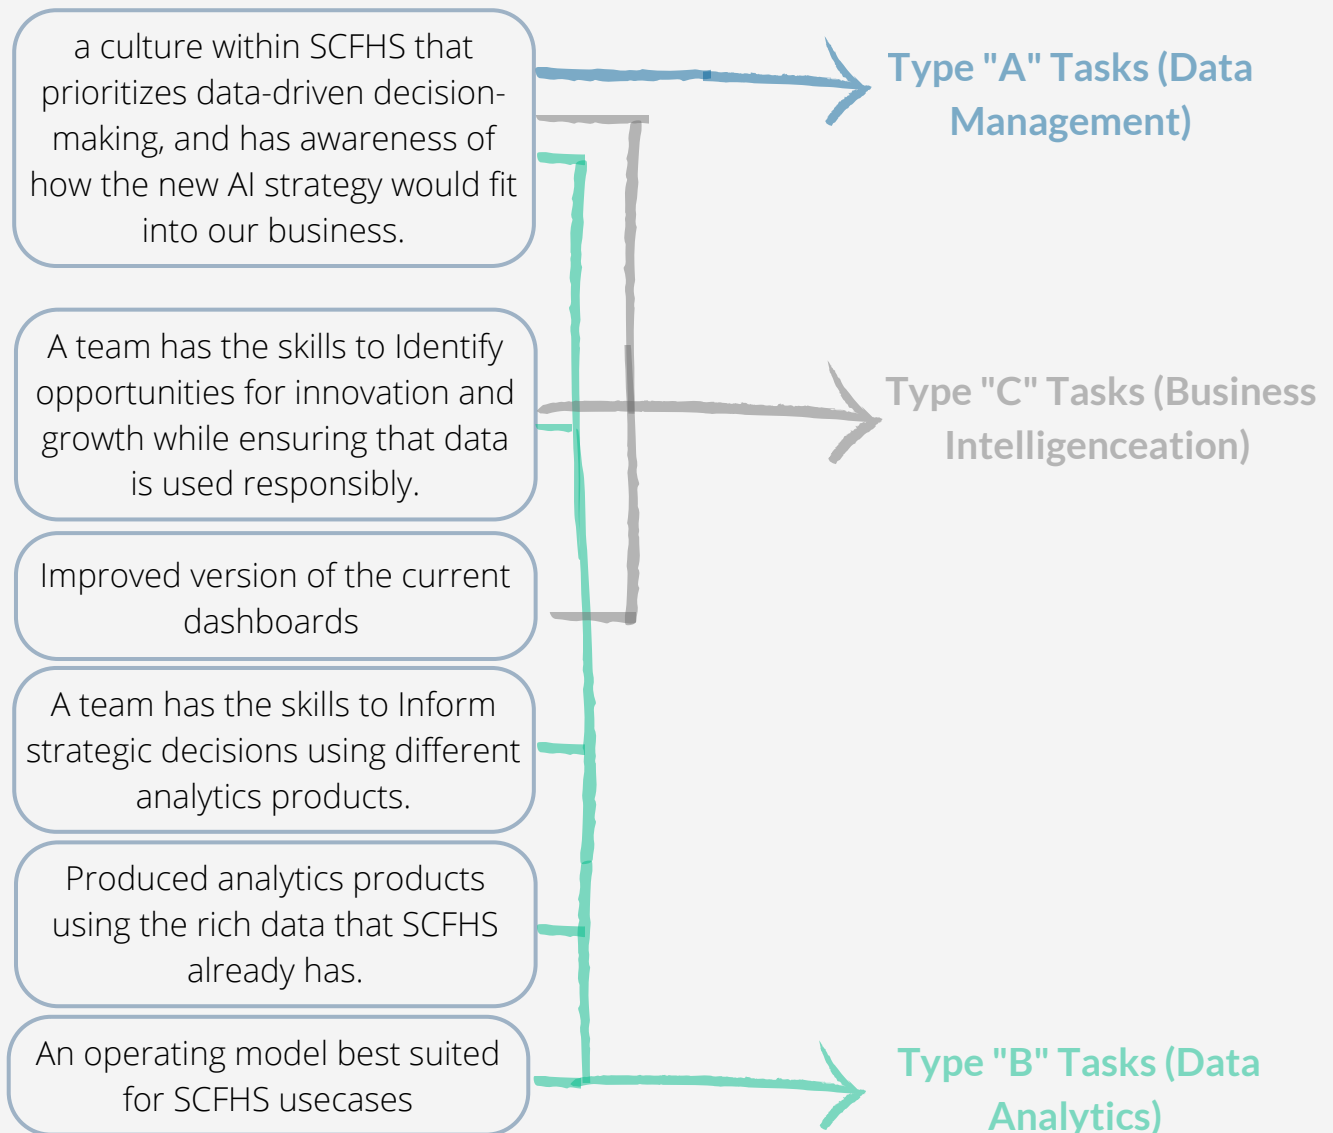 a culture within SCFHS that
prioritizes data-driven decision-
making, and has awareness of
how the new AI strategy would fit
into our business.
Type "A" Tasks (Data
Management)
A team has the skills to Identify
opportunities for innovation and
growth while ensuring that data
is used responsibly.
Type "C" Tasks (Business
Intelligenceation)
Improved version of the current
dashboards
A team has the skills to Inform
strategic decisions using different
analytics products.
Produced analytics products
using the rich data that SCFHS
already has.
An operating model best suited
for SCFHS usecases
Type "B" Tasks (Data
Analytics)